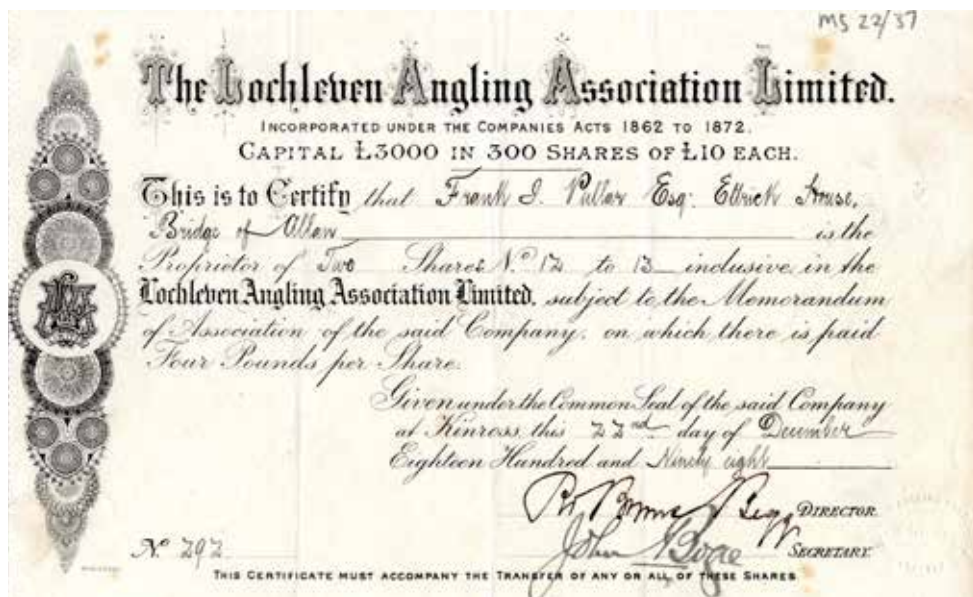 MS 22/37
The Lochleven Angling Association Limited.
INCORPORATED UNDER THE COMPANIES ACTS 1862 TO 1872.
CAPITAL £3000 IN 300 SHARES OF £10 EACH.
This is to Certify that Frank I. Pullar Esq. Ettrick House,
Bridge of Allan is the
Proprietor of Two Shares No. 12 to 13 inclusive, in the
Lochleven Angling Association Limited, subject to the Memorandum
of Association of the said Company, on which there is paid
Four Pounds per Share.
Given under the Common Seal of the said Company
at Kinross, this 22nd day of December
Eighteen Hundred and Ninety eight
Begg DIRECTOR.
John SECRETARY.
No. 292
THIS CERTIFICATE MUST ACCOMPANY THE TRANSFER OF ANY OR ALL OF THESE SHARES